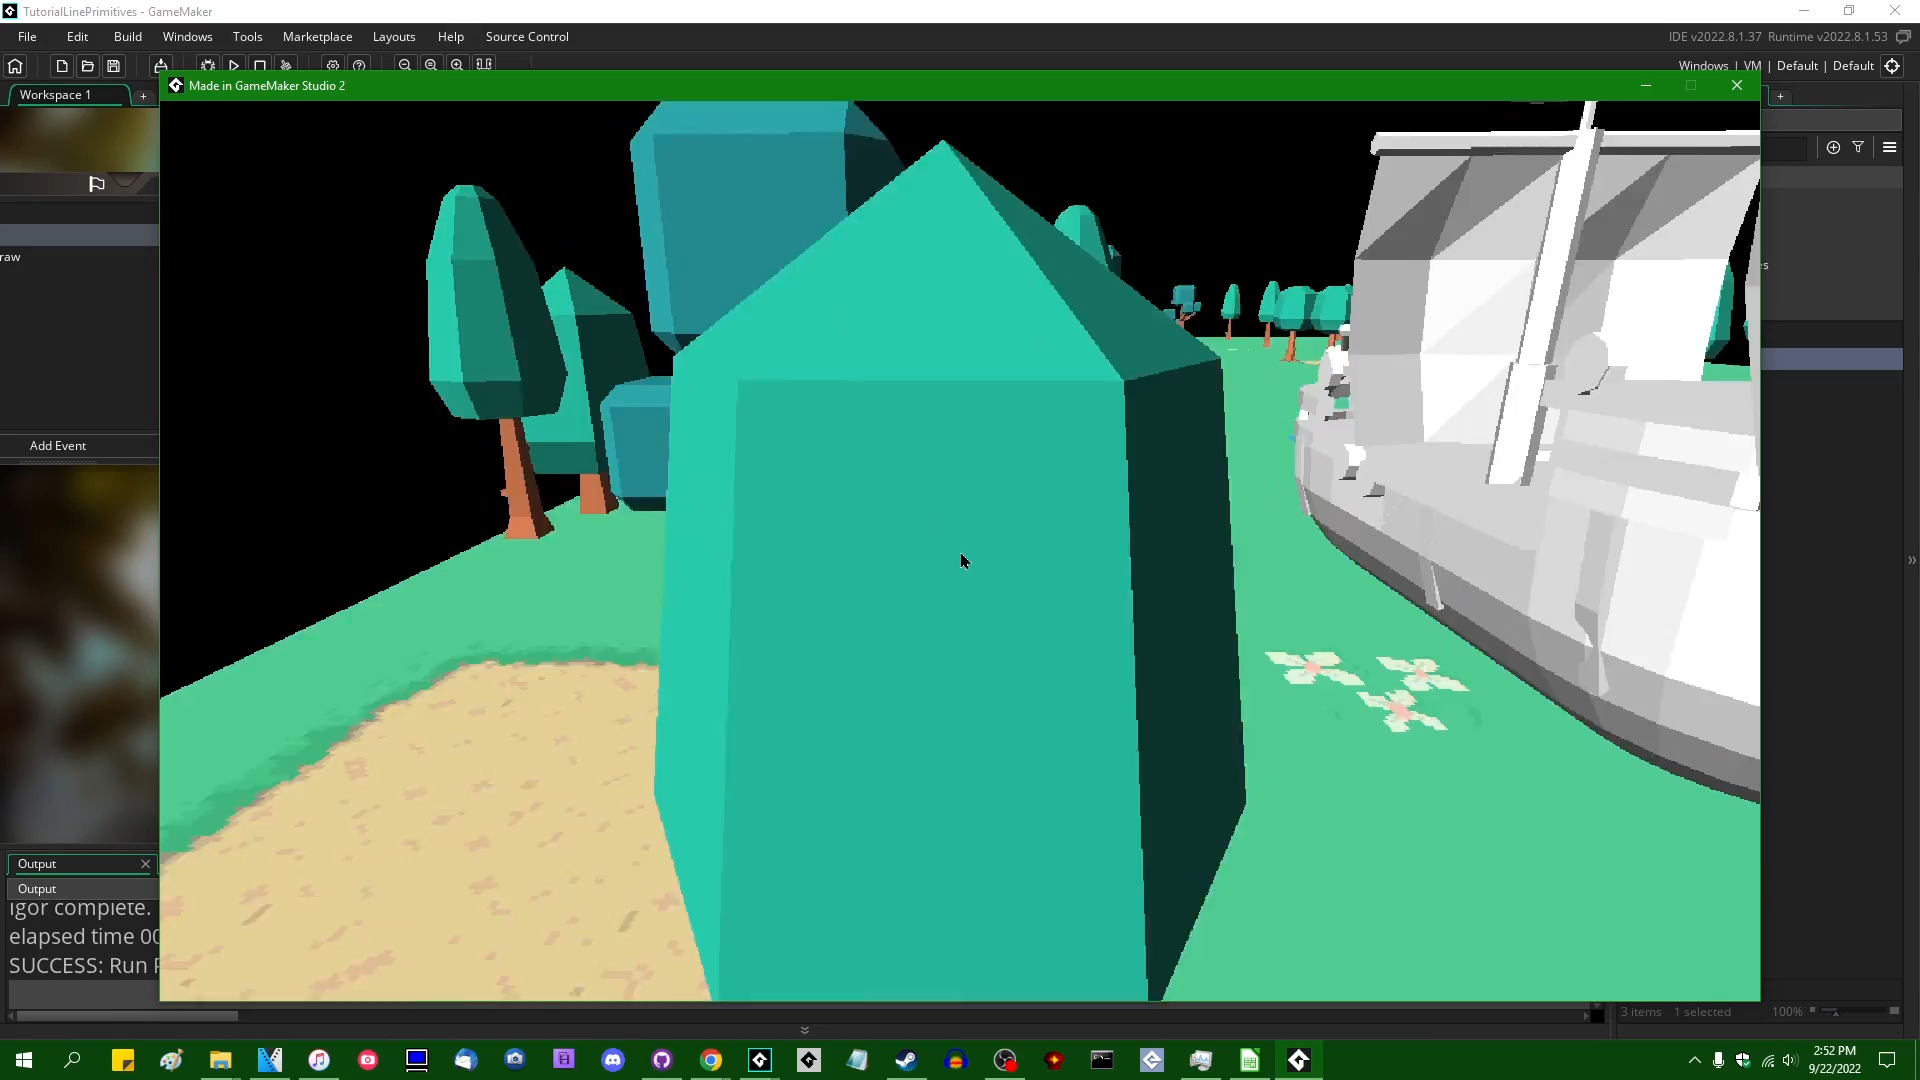 TutorialLinePrimitives - GameMaker
File Edit Build Windows Tools Marketplace Layouts Help Source Control
IDE v2022.8.1.37 Runtime v2022.8.1.53
Windows | VM | Default | Default
Workspace 1
Made in GameMaker Studio 2
raw
s
Add Event
Output
Output
Igor complete.
elapsed time 00
SUCCESS: Run
3 items 1 selected 100%
2:52 PM
9/22/2022